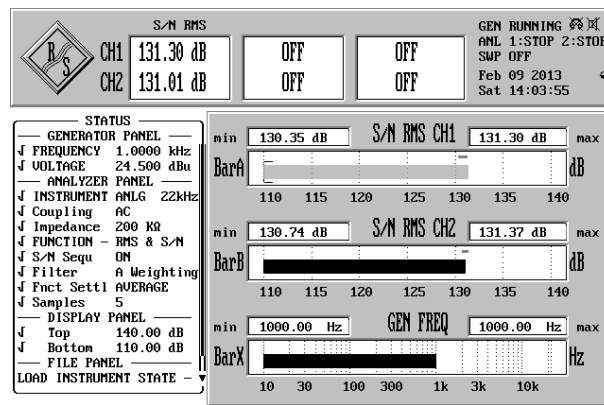 S/N RMS
R S
CH1 131.30 dB OFF OFF
CH2 131.01 dB
GEN RUNNING
ANL 1:STOP 2:STOP
SWP OFF
Feb 09 2013
Sat 14:03:55
STATUS
GENERATOR PANEL
√ FREQUENCY 1.0000 kHz
√ VOLTAGE 24.500 dBu
ANALYZER PANEL
√ INSTRUMENT ANLG 22kHz
√ Coupling AC
√ Impedance 200 KΩ
√ FUNCTION - RMS & S/N
√ S/N Sequ ON
√ Filter A Weighting
√ Fnct Settl AVERAGE
√ Samples 5
DISPLAY PANEL
√ Top 140.00 dB
√ Bottom 110.00 dB
FILE PANEL
LOAD INSTRUMENT STATE -
min 130.35 dB S/N RMS CH1 131.30 dB max
BarA dB
110 115 120 125 130 135 140
min 130.74 dB S/N RMS CH2 131.37 dB max
BarB dB
110 115 120 125 130 135 140
min 1000.00 Hz GEN FREQ 1000.00 Hz max
BarX Hz
10 30 100 300 1k 3k 10k